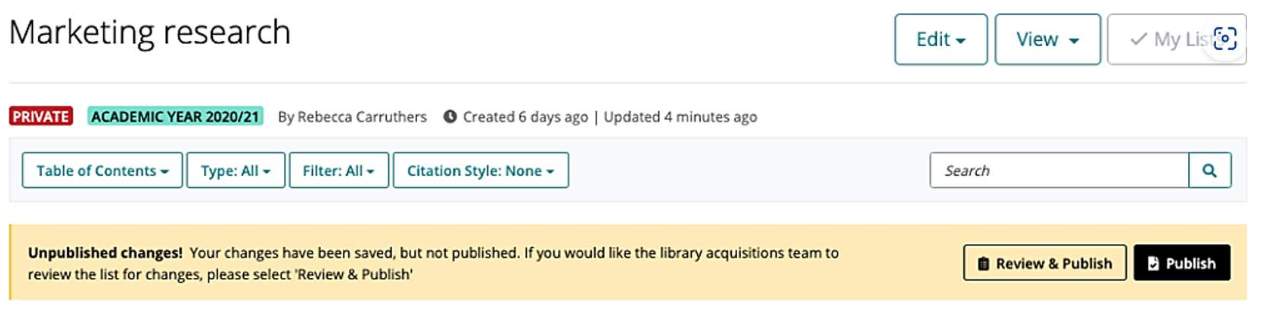 Marketing research
Edit View My Lis
PRIVATE ACADEMIC YEAR 2020/21 By Rebecca Carruthers Created 6 days ago | Updated 4 minutes ago
Table of Contents Type: All Filter: All Citation Style: None Search
Unpublished changes! Your changes have been saved, but not published. If you would like the library acquisitions team to
review the list for changes, please select 'Review & Publish'
Review & Publish Publish